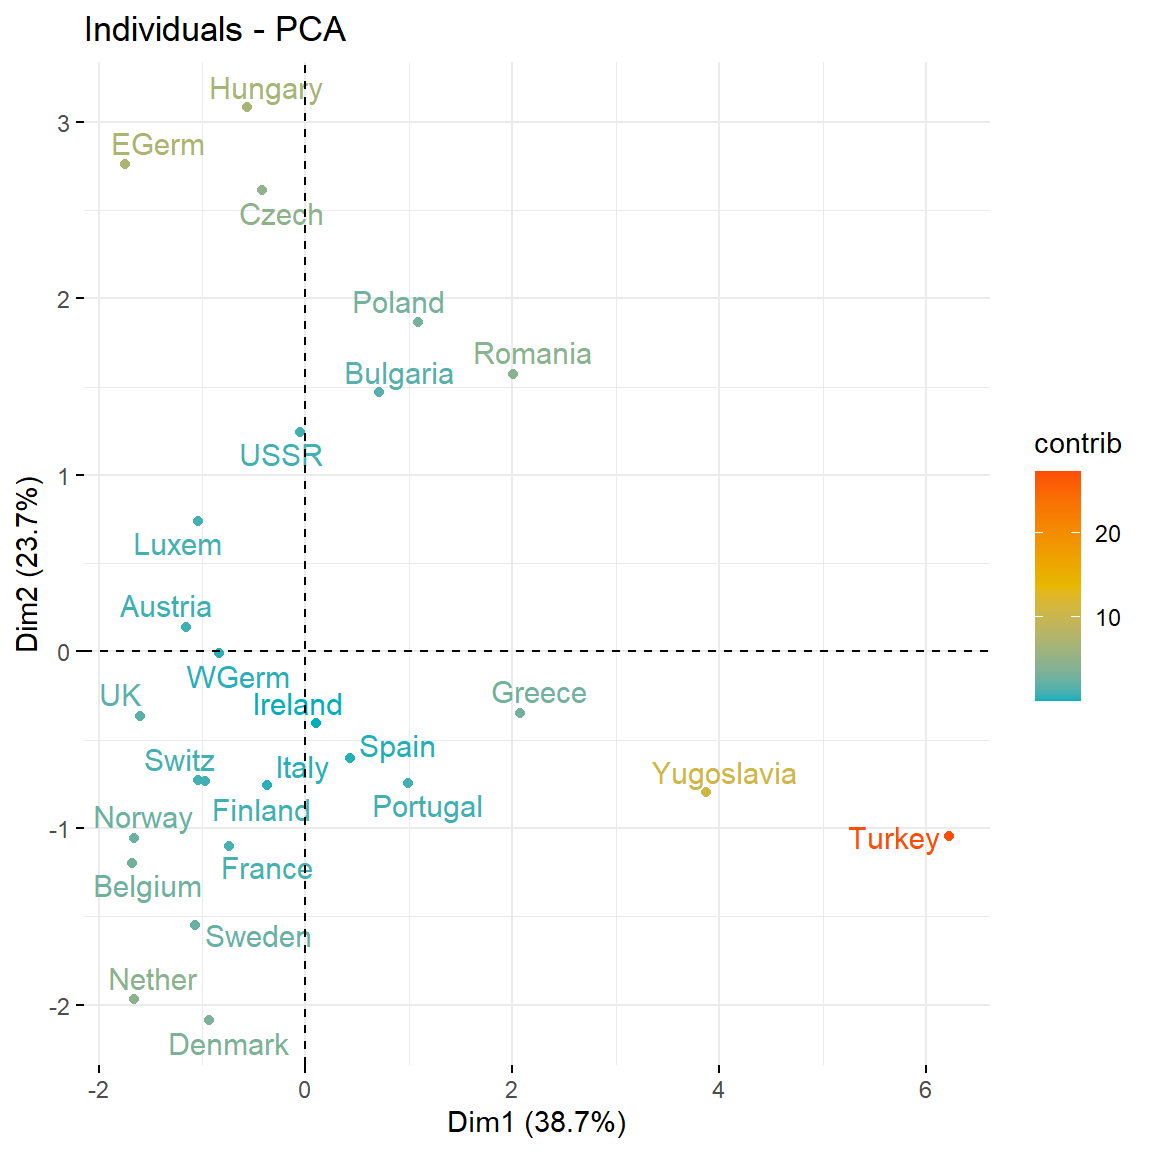 Individuals - PCA
Hungary
EGerm
Czech
Poland
Romania
Bulgaria
USSR
Luxem
Austria
WGerm
UK
Ireland
Greece
Spain
Switz
Italy
Yugoslavia
Finland
Portugal
Norway
Turkey
France
Belgium
Sweden
Nether
Denmark
3
2
1
0
-1
-2
Dim2 (23.7%)
-2
0
2
4
6
Dim1 (38.7%)
contrib
20
10